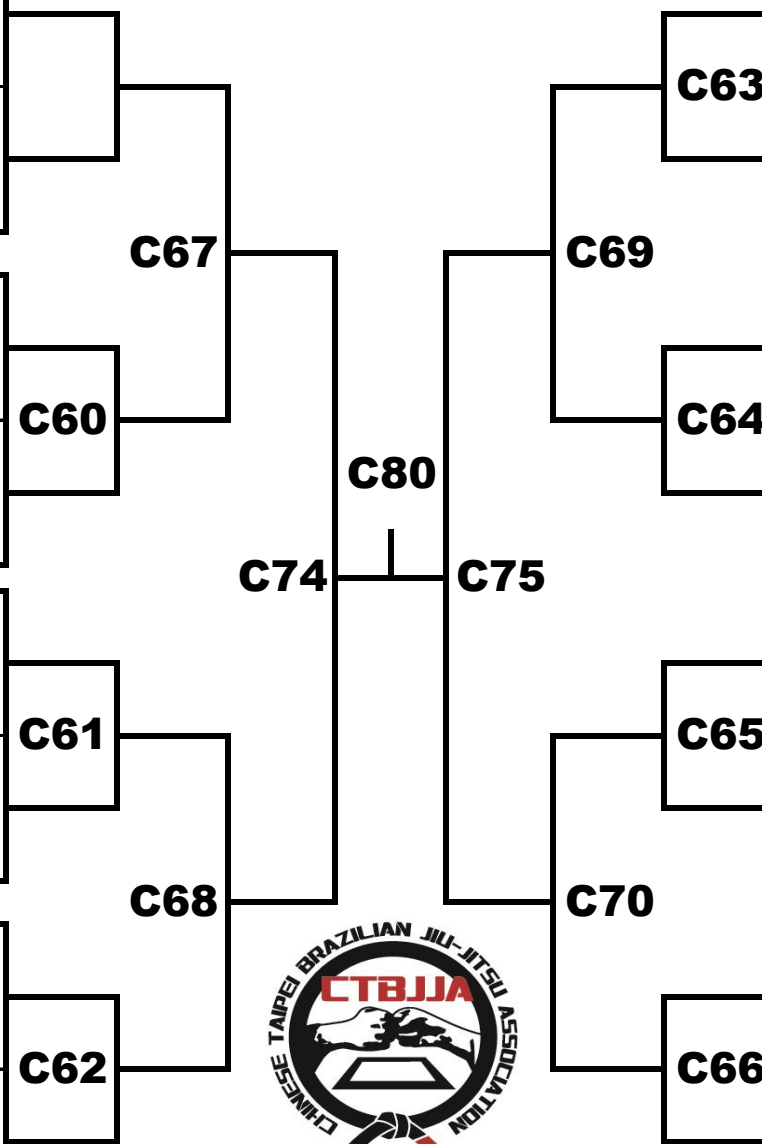 C63
C67
C69
C60
C64
C80
C74
C75
C61
C65
C68
C70
CHINESE TAIPEI BRAZILIAN JIU-JITSU ASSOCIATION
CTBJJA
C62
C66